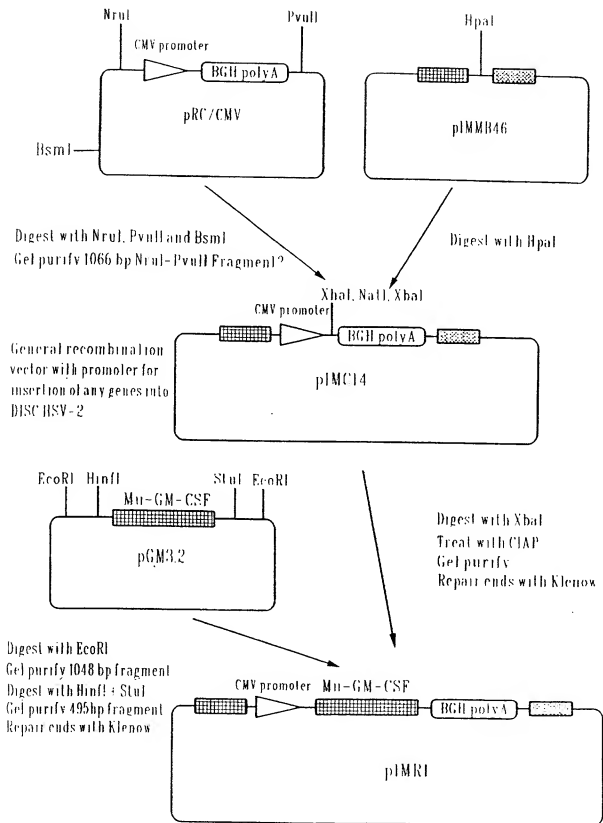 NruI PvuII HpaI
CMV promoter
BGH polyA
pRC/CMV pIMMB46
BsmI
Digest with NruI, PvuII and BsmI
Gel purify 1066 bp NruI-PvuII Fragment?
Digest with HpaI
XhaI, NatI, XbaI
CMV promoter
BGH polyA
General recombination
vector with promoter for
insertion of any genes into
DISC HSV-2
pIMC14
EcoRI HinfI StuI EcoRI
Mu-GM-CSF
pGM3.2
Digest with XbaI
Treat with CIAP
Gel purify
Repair ends with Klenow
Digest with EcoRI
Gel purify 1048 bp fragment
Digest with HinfI + StuI
Gel purify 495bp fragment
Repair ends with Klenow
CMV promoter Mu-GM-CSF
BGH polyA
pIMR1